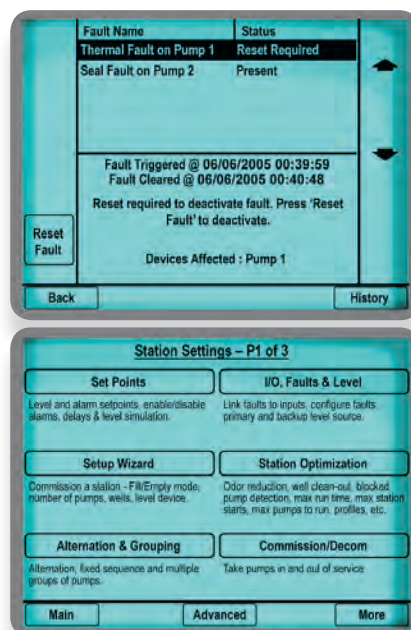 Fault Name Status
Thermal Fault on Pump 1 Reset Required
Seal Fault on Pump 2 Present
Fault Triggered @ 06/06/2005 00:39:59
Fault Cleared @ 06/06/2005 00:40:48
Reset required to deactivate fault. Press 'Reset
Fault' to deactivate.
Reset
Fault
Devices Affected : Pump 1
Back History
Station Settings – P1 of 3
Set Points
Level and alarm setpoints, enable/disable
alarms, delays & level simulation.
I/O, Faults & Level
Link faults to inputs, configure faults,
primary and backup level source.
Setup Wizard
Commission a station - Fill/Empty mode,
number of pumps, wells, level device.
Station Optimization
Odor reduction, well clean-out, blocked
pump detection, max run time, max station
starts, max pumps to run, profiles, etc.
Alternation & Grouping
Alternation, fixed sequence and multiple
groups of pumps.
Commission/Decom
Take pumps in and out of service
Main Advanced More